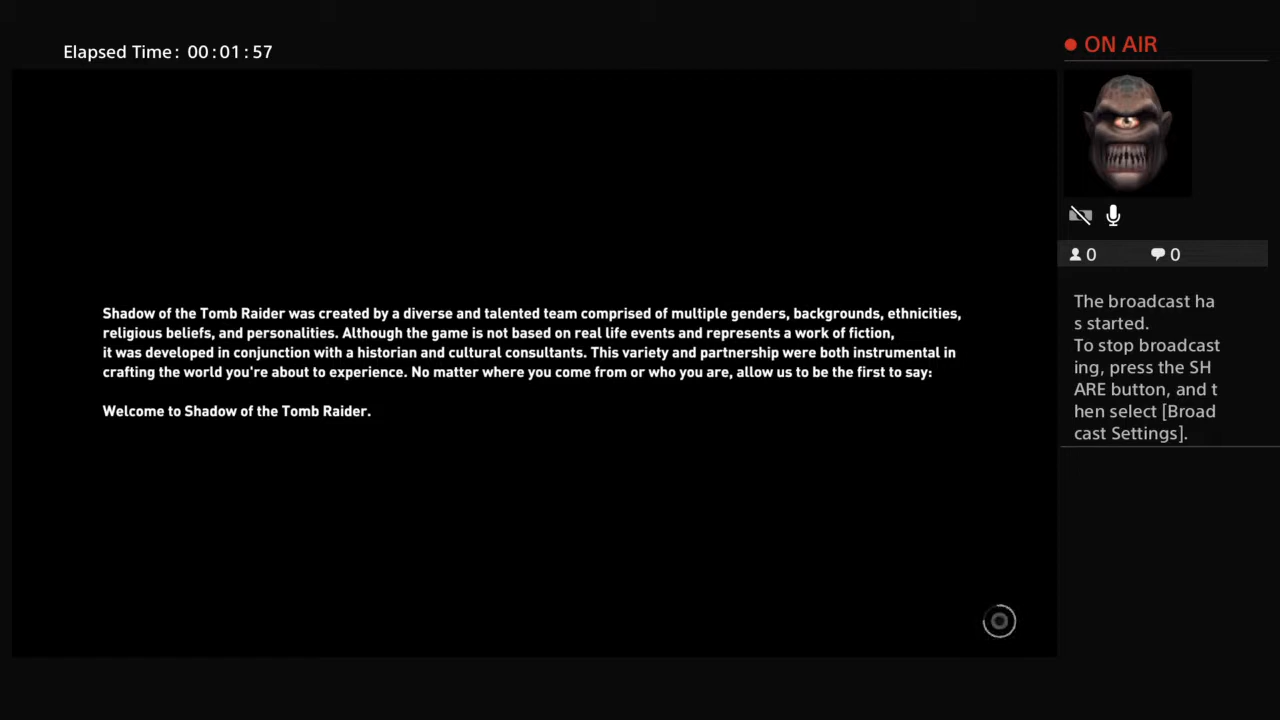 Elapsed Time: 00:01:57
ON AIR
0
0
Shadow of the Tomb Raider was created by a diverse and talented team comprised of multiple genders, backgrounds, ethnicities,
religious beliefs, and personalities. Although the game is not based on real life events and represents a work of fiction,
it was developed in conjunction with a historian and cultural consultants. This variety and partnership were both instrumental in
crafting the world you're about to experience. No matter where you come from or who you are, allow us to be the first to say:
Welcome to Shadow of the Tomb Raider.
The broadcast ha
s started.
To stop broadcast
ing, press the SH
ARE button, and t
hen select [Broad
cast Settings].